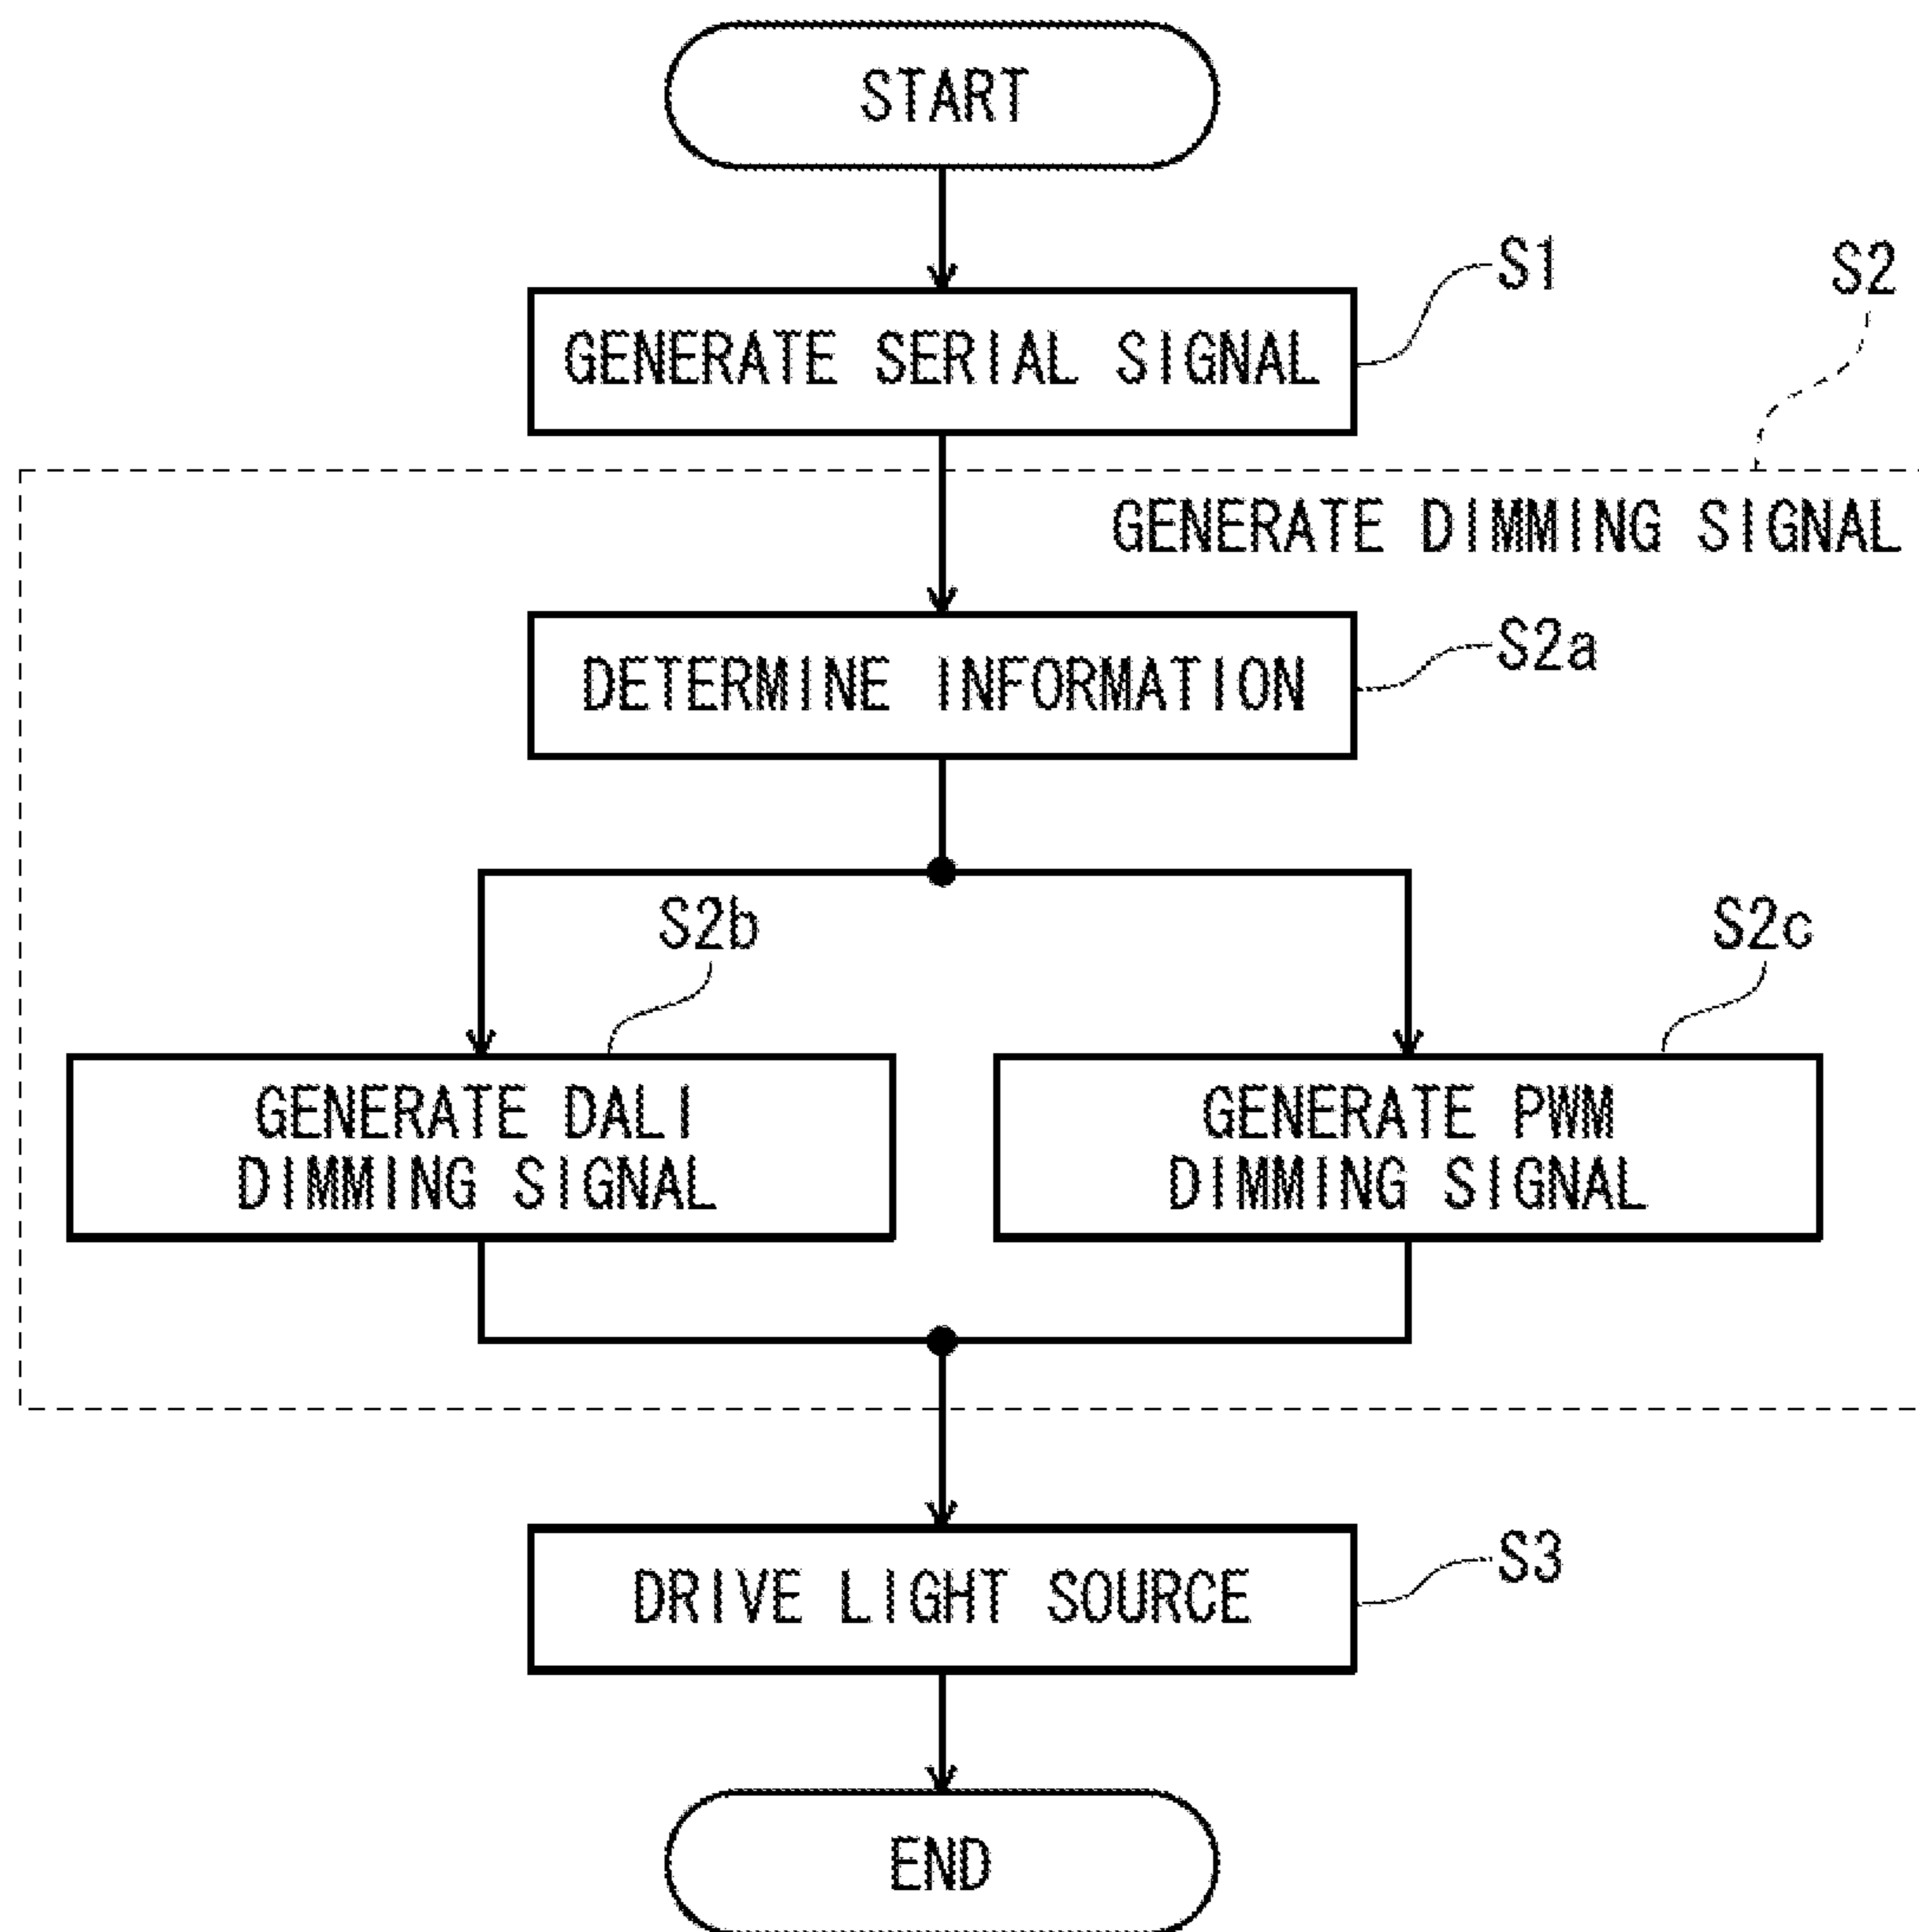 START
S1
S2
GENERATE SERIAL SIGNAL
GENERATE DIMMING SIGNAL
S2a
DETERMINE INFORMATION
S2b
S2c
GENERATE DALI
DIMMING SIGNAL
GENERATE PWM
DIMMING SIGNAL
S3
DRIVE LIGHT SOURCE
END